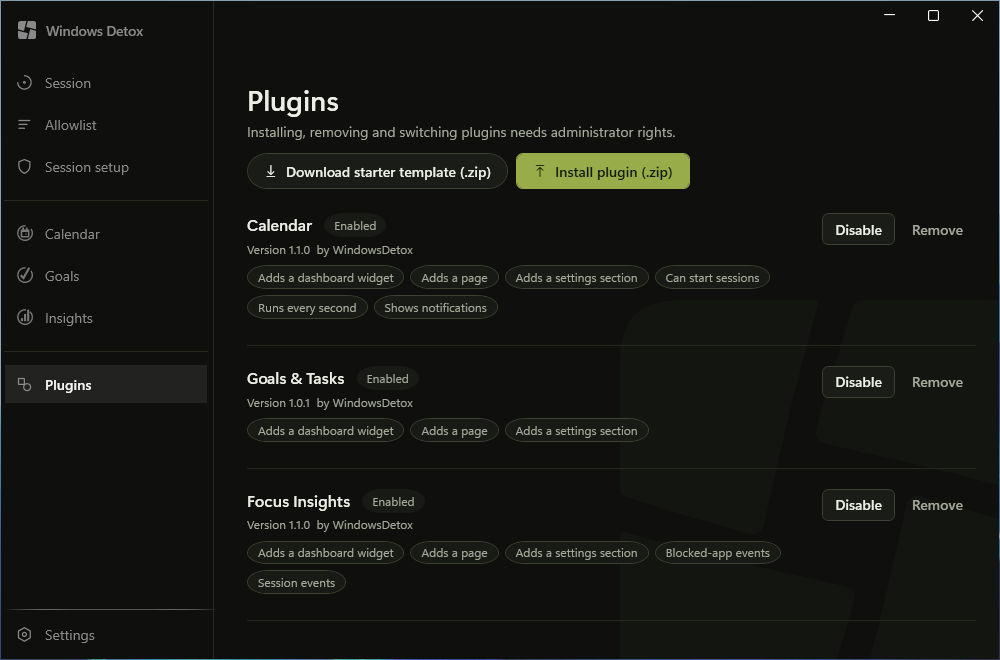 Windows Detox
Session
Allowlist
Session setup
Calendar
Goals
Insights
Plugins
Settings
Plugins
Installing, removing and switching plugins needs administrator rights.
Download starter template (.zip)
Install plugin (.zip)
Calendar Enabled
Disable Remove
Version 1.1.0 by WindowsDetox
Adds a dashboard widget Adds a page Adds a settings section Can start sessions
Runs every second Shows notifications
Goals & Tasks Enabled
Disable Remove
Version 1.0.1 by WindowsDetox
Adds a dashboard widget Adds a page Adds a settings section
Focus Insights Enabled
Disable Remove
Version 1.1.0 by WindowsDetox
Adds a dashboard widget Adds a page Adds a settings section Blocked-app events
Session events